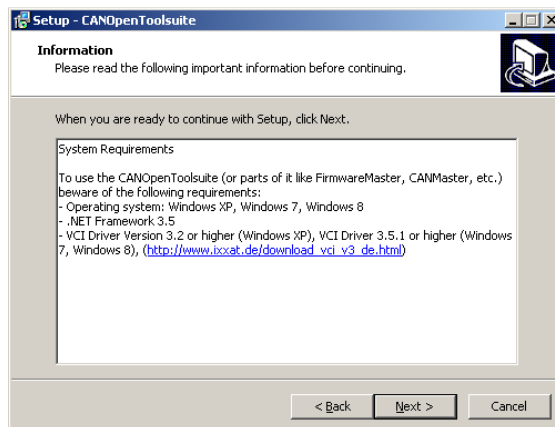 Setup - CANOpenToolsuite
Information
Please read the following important information before continuing.
When you are ready to continue with Setup, click Next.
System Requirements
To use the CANOpenToolsuite (or parts of it like FirmwareMaster, CANMaster, etc.)
beware of the following requirements:
- Operating system: Windows XP, Windows 7, Windows 8
- .NET Framework 3.5
- VCI Driver Version 3.2 or higher (Windows XP), VCI Driver 3.5.1 or higher (Windows
7, Windows 8), (http://www.ixxat.de/download_vci_v3_de.html)
< Back
Next >
Cancel